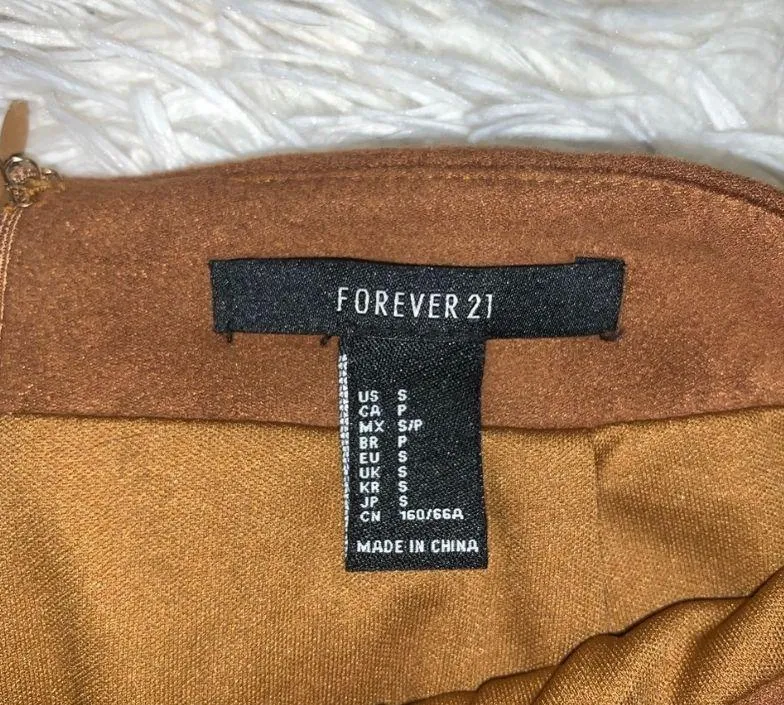 FOREVER 21
US S
CA P
MX S/P
BR P
EU S
UK S
KR S
JP S
CN 160/66A
MADE IN CHINA